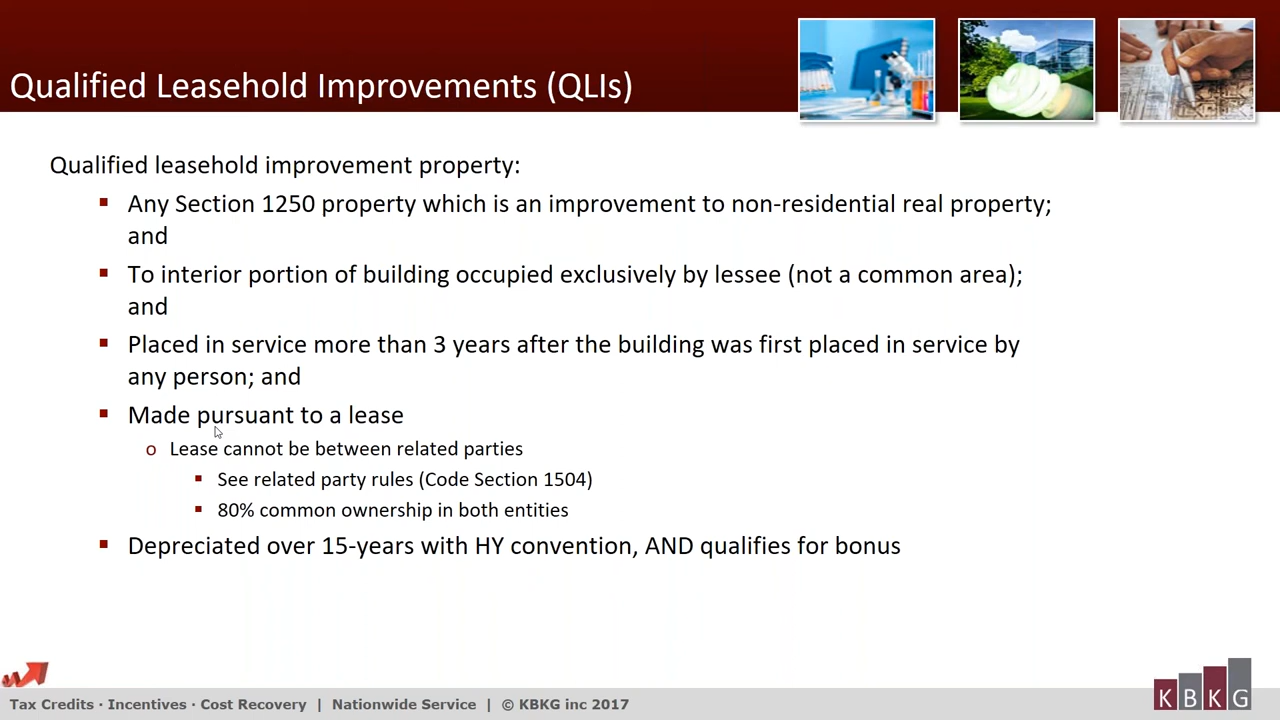 Qualified Leasehold Improvements (QLIs)
Qualified leasehold improvement property:
▪ Any Section 1250 property which is an improvement to non-residential real property;
and
▪ To interior portion of building occupied exclusively by lessee (not a common area);
and
▪ Placed in service more than 3 years after the building was first placed in service by
any person; and
▪ Made pursuant to a lease
o Lease cannot be between related parties
▪ See related party rules (Code Section 1504)
▪ 80% common ownership in both entities
▪ Depreciated over 15-years with HY convention, AND qualifies for bonus
Tax Credits · Incentives · Cost Recovery | Nationwide Service | © KBKG inc 2017
KBKG